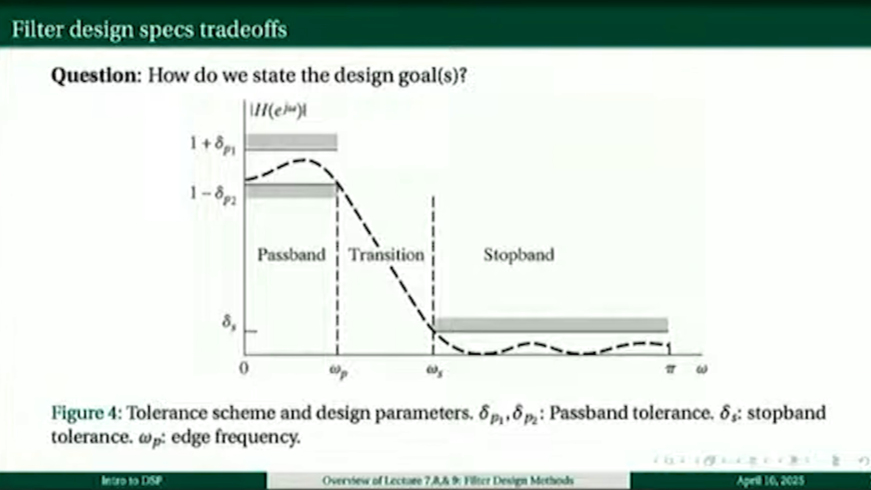 Filter design specs tradeoffs
Question: How do we state the design goal(s)?
|H(e^{jω})|
1 + δ_{p1}
1 − δ_{p2}
Passband
Transition
Stopband
δ_s
0
ω_p
ω_s
π
ω
Figure 4: Tolerance scheme and design parameters. δ_{p1}, δ_{p2}: Passband tolerance. δ_s: stopband
tolerance. ω_p: edge frequency.
Intro to DSP
Overview of Lecture 7,8,& 9: Filter Design Methods
April 16, 2025